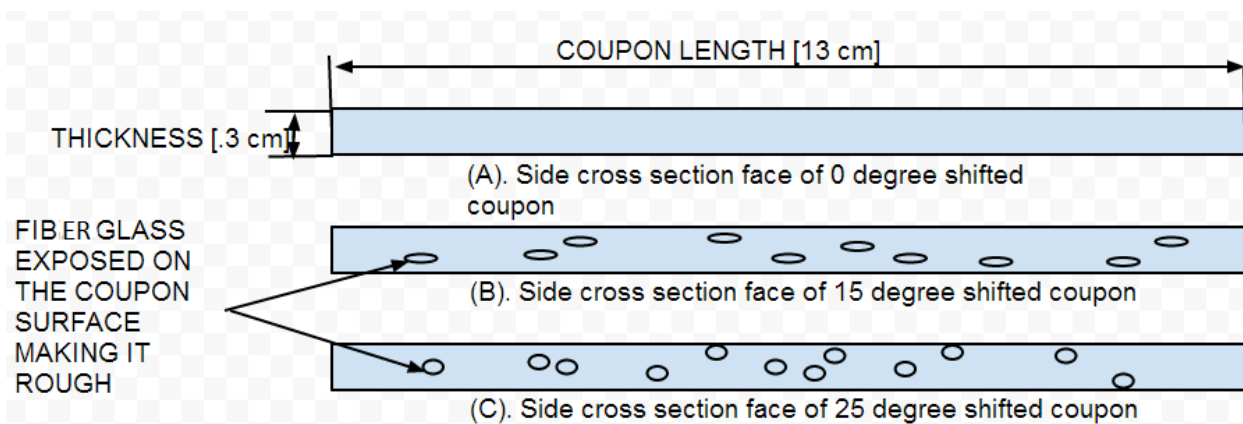 COUPON LENGTH [13 cm]
THICKNESS [.3 cm]
(A). Side cross section face of 0 degree shifted
coupon
FIBER GLASS
EXPOSED ON
THE COUPON
SURFACE
MAKING IT
ROUGH
(B). Side cross section face of 15 degree shifted coupon
(C). Side cross section face of 25 degree shifted coupon